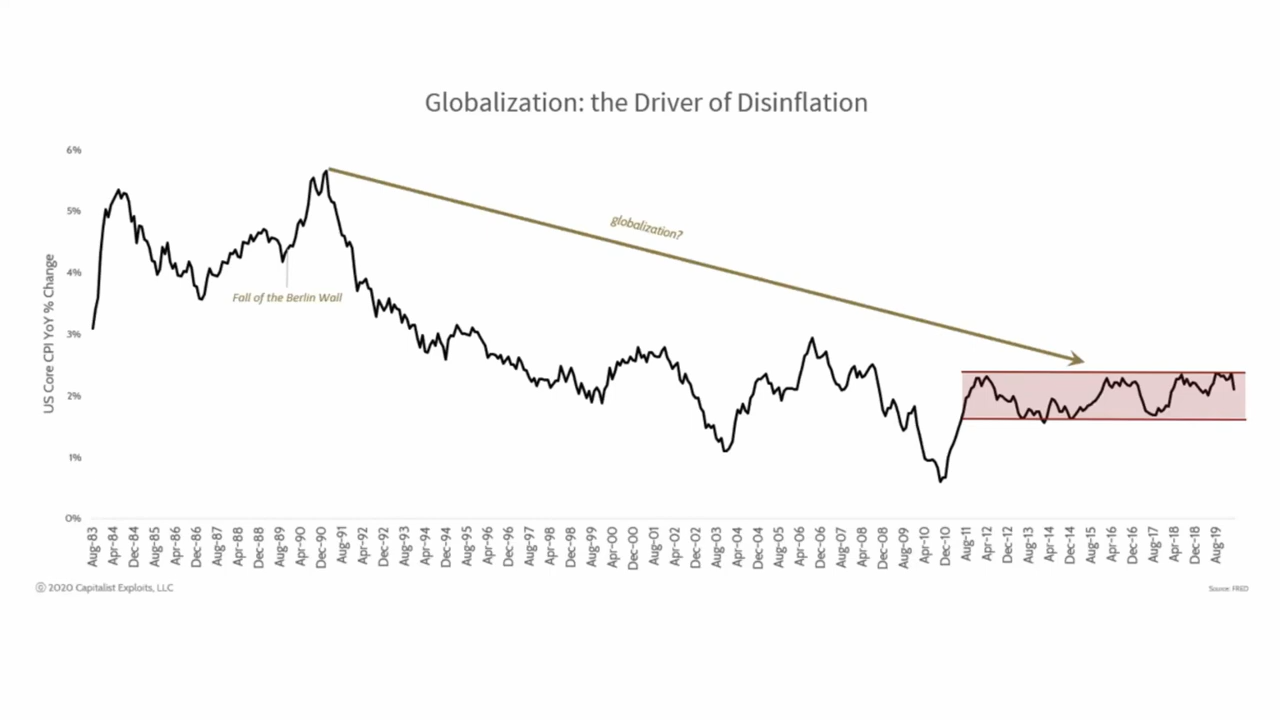 Globalization: the Driver of Disinflation
US Core CPI YoY % Change
6%
5%
4%
3%
2%
1%
0%
globalization?
Fall of the Berlin Wall
Aug-83
Apr-84
Dec-84
Aug-85
Apr-86
Dec-86
Aug-87
Apr-88
Dec-88
Aug-89
Apr-90
Dec-90
Aug-91
Apr-92
Dec-92
Aug-93
Apr-94
Dec-94
Aug-95
Apr-96
Dec-96
Aug-97
Apr-98
Dec-98
Aug-99
Apr-00
Dec-00
Aug-01
Apr-02
Dec-02
Aug-03
Apr-04
Dec-04
Aug-05
Apr-06
Dec-06
Aug-07
Apr-08
Dec-08
Aug-09
Apr-10
Dec-10
Aug-11
Apr-12
Dec-12
Aug-13
Apr-14
Dec-14
Aug-15
Apr-16
Dec-16
Aug-17
Apr-18
Dec-18
Aug-19
© 2020 Capitalist Exploits, LLC
Source: FRED